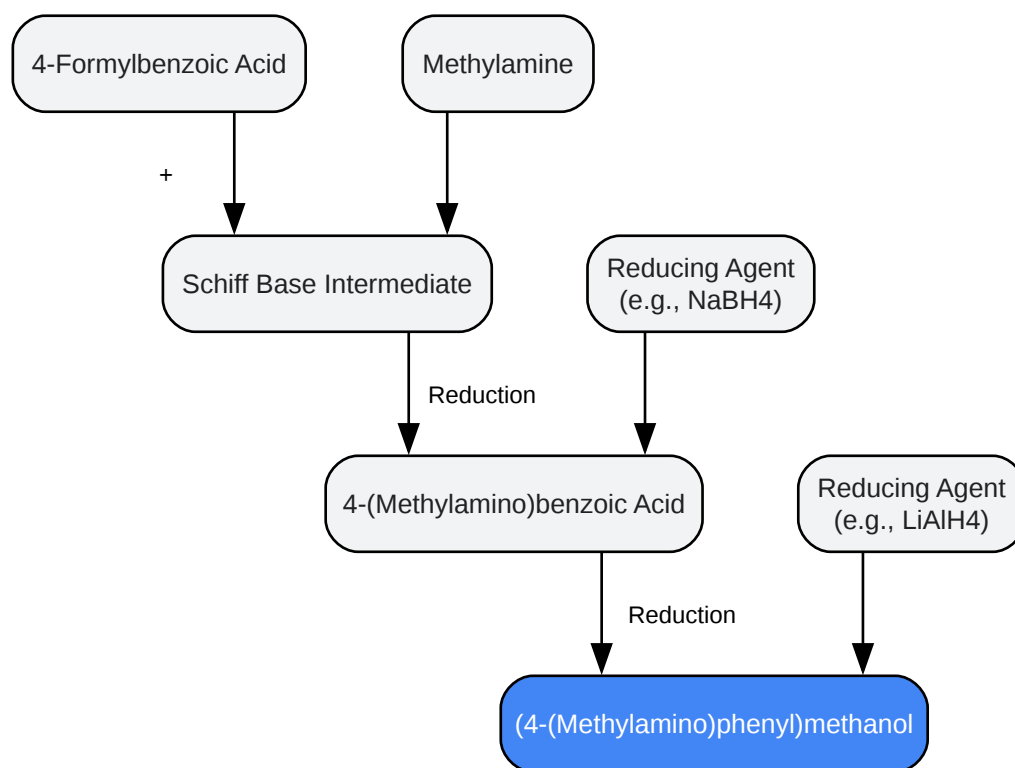 4-Formylbenzoic Acid
Methylamine
+
Schiff Base Intermediate
Reducing Agent
(e.g., NaBH4)
Reduction
4-(Methylamino)benzoic Acid
Reducing Agent
(e.g., LiAlH4)
Reduction
(4-(Methylamino)phenyl)methanol